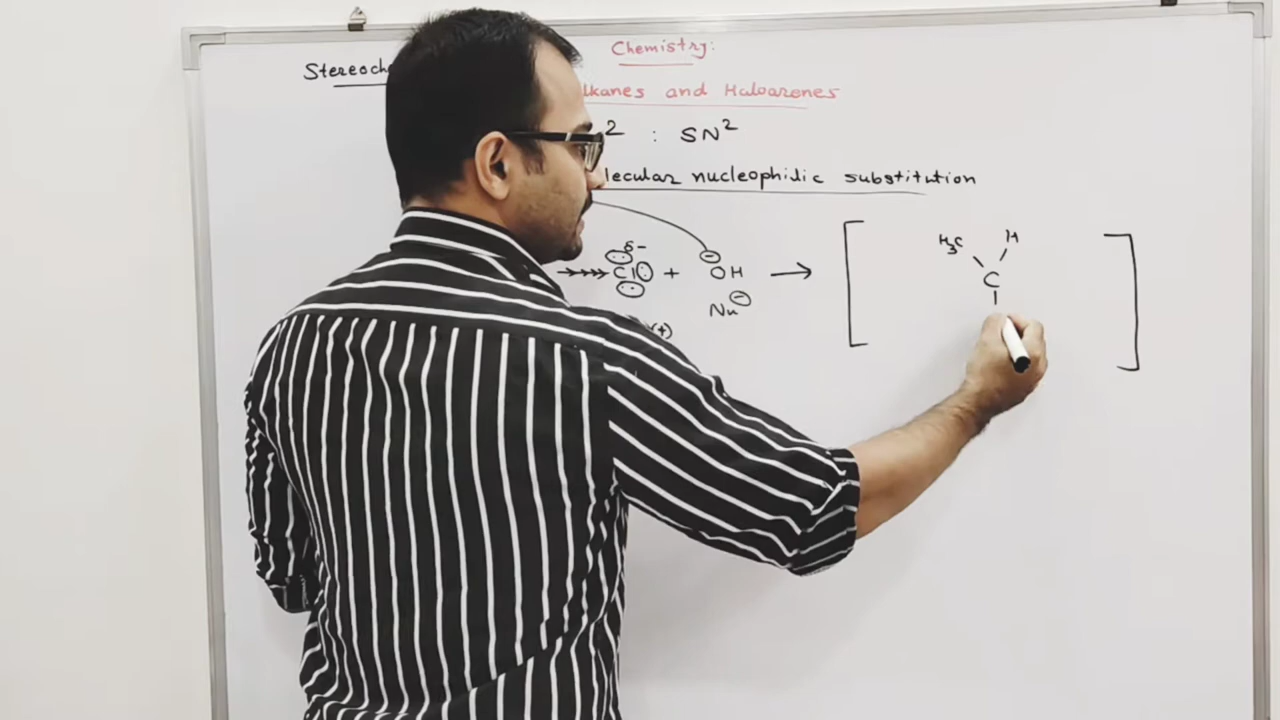 Chemistry:
Stereoch
lkanes and Haloarenes
2 : SN2
lecular nucleophilic substitution
δ-
Cl + OH
Nu
(+)
H3C H
C